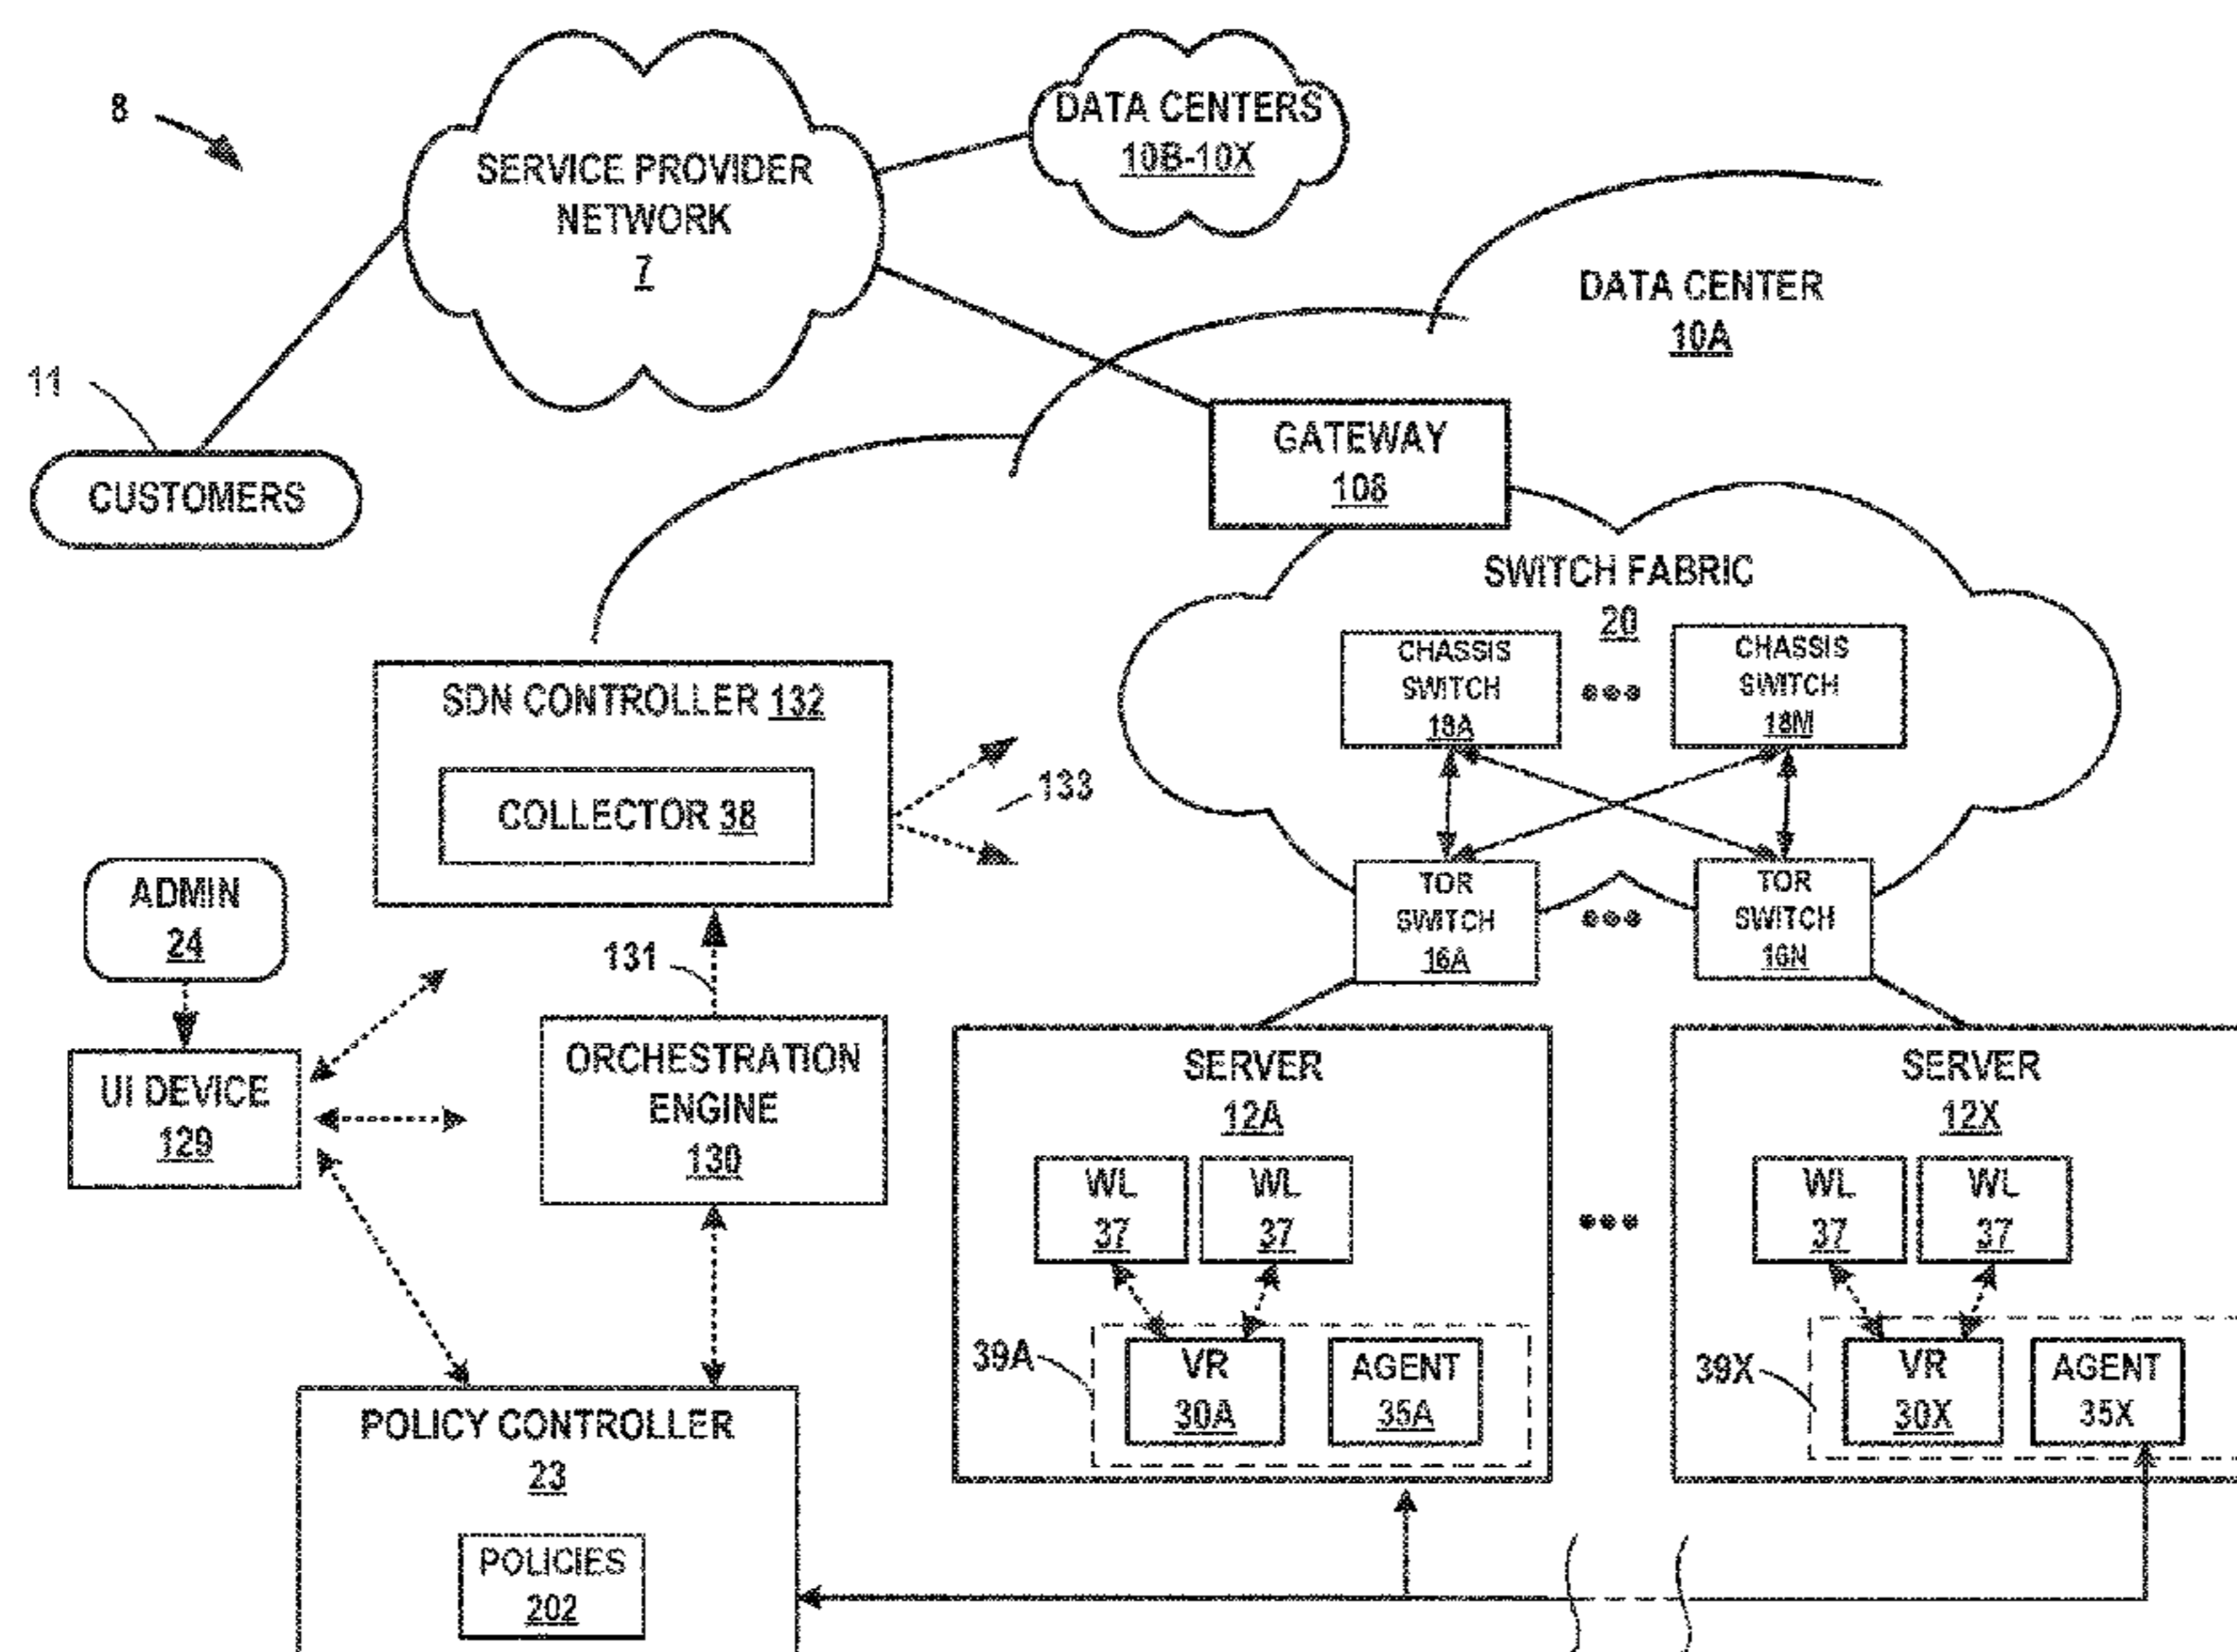 8
SERVICE PROVIDER
NETWORK
7
DATA CENTERS
10B-10X
DATA CENTER
10A
11
CUSTOMERS
GATEWAY
108
SWITCH FABRIC
20
CHASSIS
SWITCH
18A
CHASSIS
SWITCH
18M
SDN CONTROLLER 132
COLLECTOR 38
133
TOR
SWITCH
16A
TOR
SWITCH
16N
ADMIN
24
131
UI DEVICE
129
ORCHESTRATION
ENGINE
130
SERVER
12A
WL
37
WL
37
39A
VR
30A
AGENT
35A
SERVER
12X
WL
37
WL
37
39X
VR
30X
AGENT
35X
POLICY CONTROLLER
23
POLICIES
202